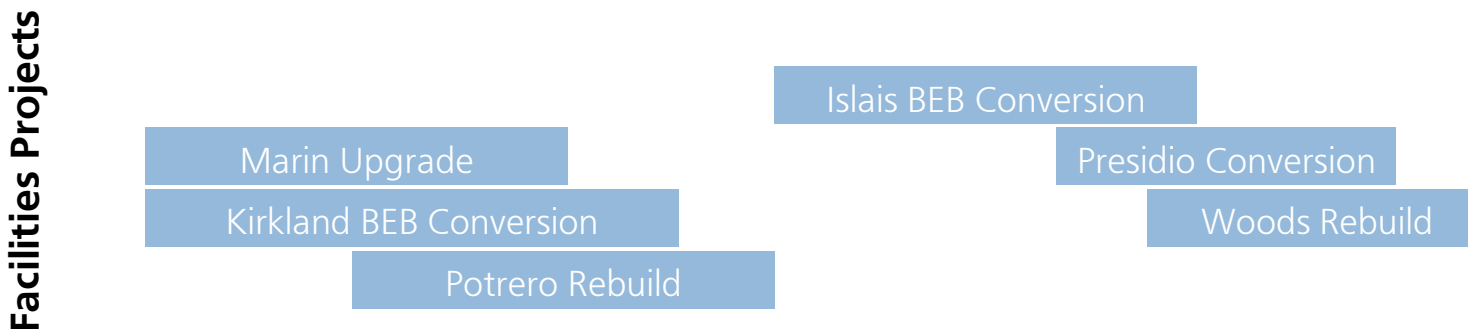 Facilities Projects
Islais BEB Conversion
Marin Upgrade
Presidio Conversion
Kirkland BEB Conversion
Woods Rebuild
Potrero Rebuild